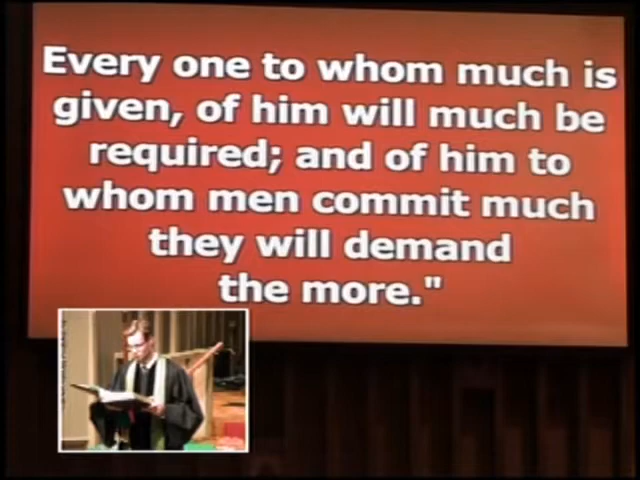 Every one to whom much is
given, of him will much be
required; and of him to
whom men commit much
they will demand
the more."